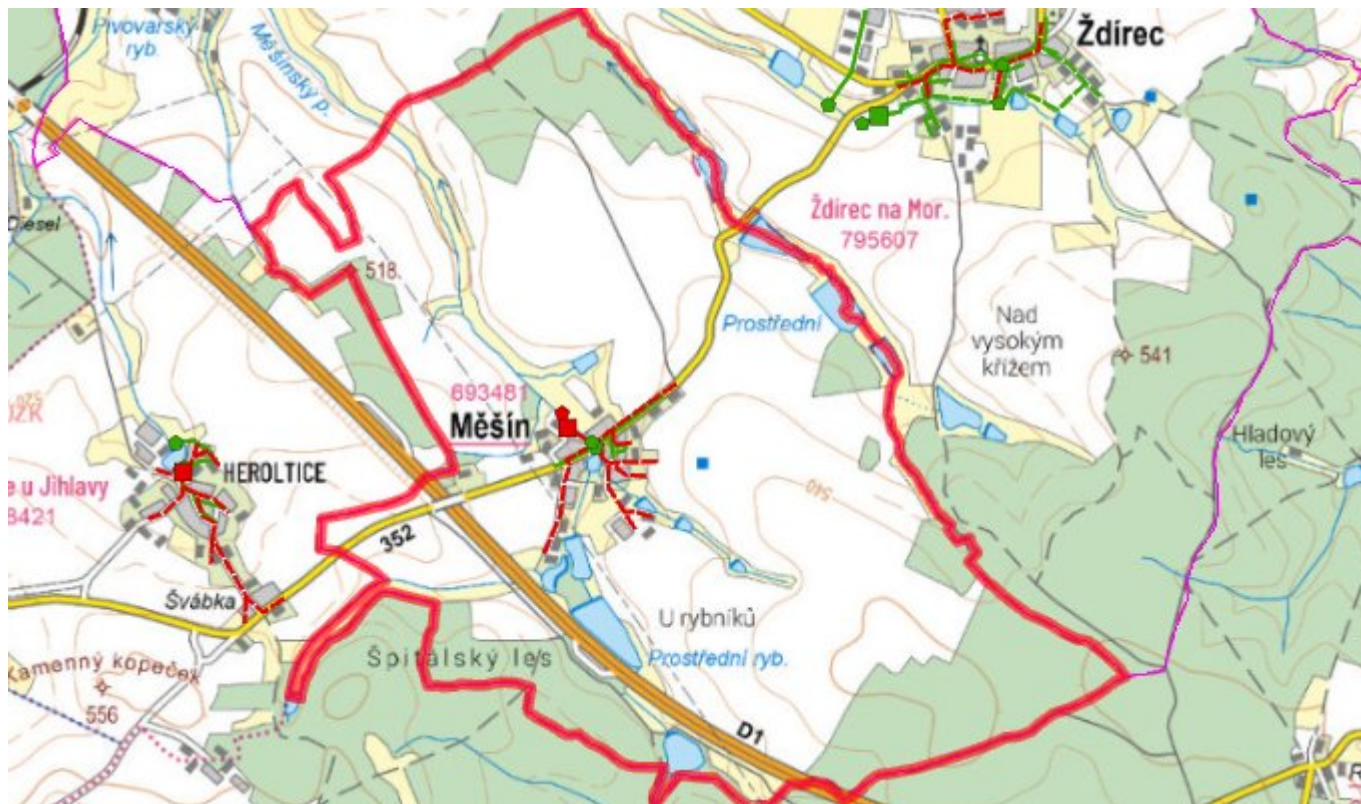 Pivovarský
ryb.
Měšínský p.
Ždírec
Diesel
518.
Ždírec na Mor.
795607
Prostřední
Nad
vysokým
křížem
541
693481
Měšín
HEROLTICE
e u Jihlavy
8421
352
Švábka
540
Hladový
les
U rybníků
Prostřední ryb.
Špitálský les
Kamenný kopeček
556
D1
R